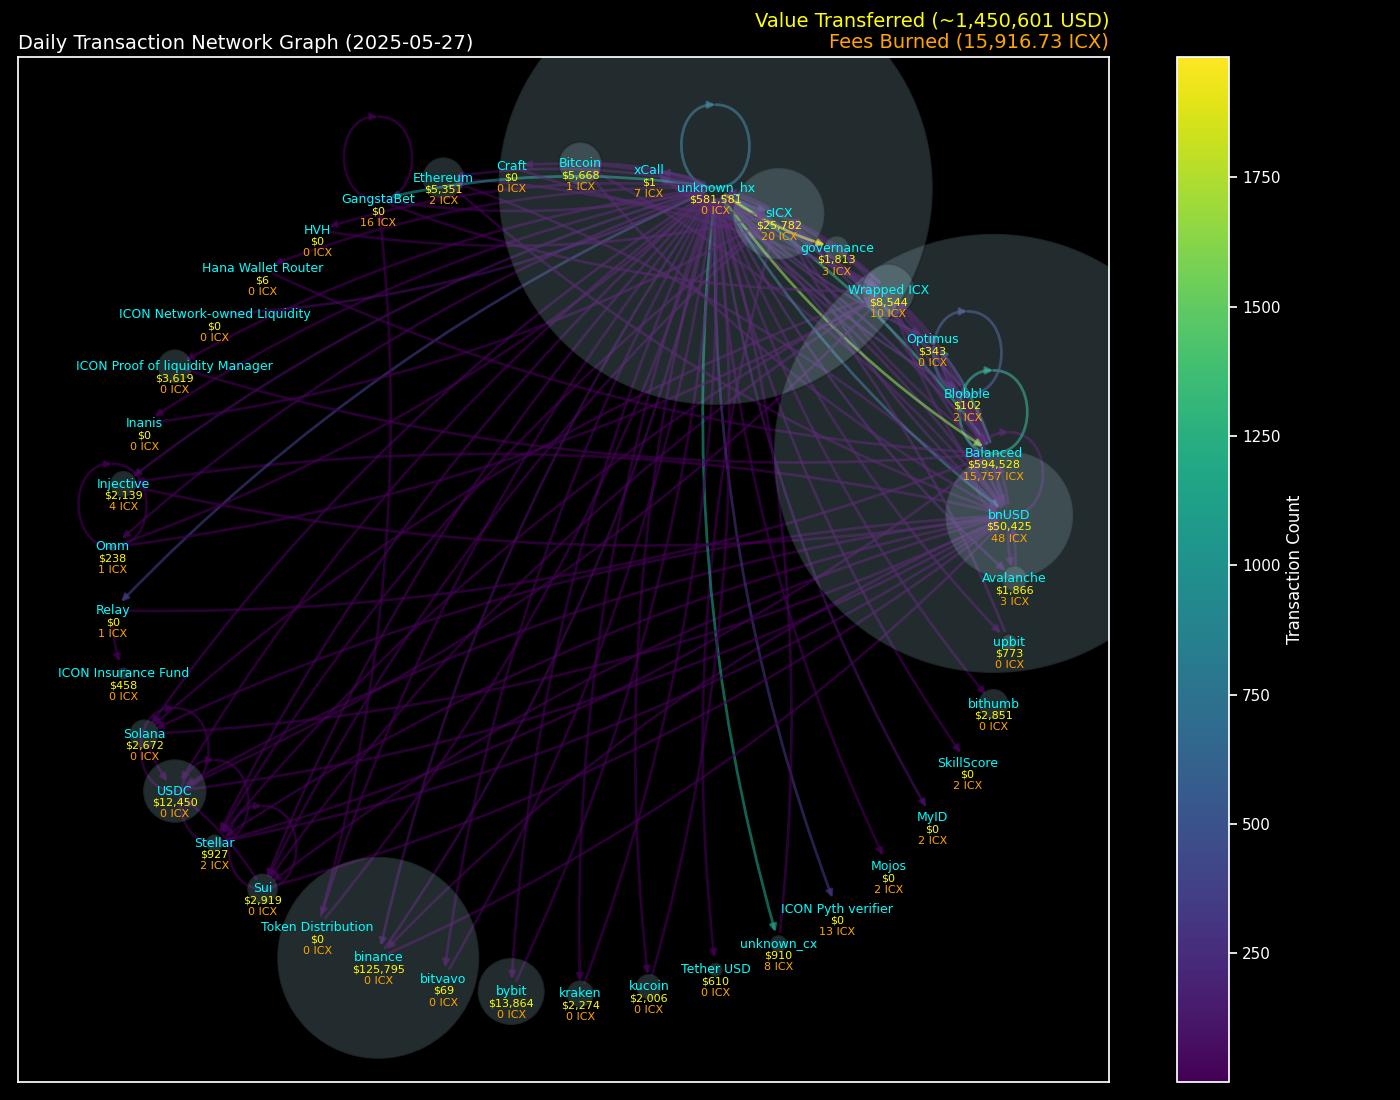 Value Transferred (~1,450,601 USD)
Daily Transaction Network Graph (2025-05-27)
Fees Burned (15,916.73 ICX)
GangstaBet
$0
16 ICX
Ethereum
$5,351
2 ICX
Craft
$0
0 ICX
Bitcoin
$5,668
1 ICX
xCall
$1
7 ICX
unknown_hx
$581,581
0 ICX
sICX
$25,782
20 ICX
governance
$1,813
3 ICX
Wrapped ICX
$8,544
10 ICX
Optimus
$343
0 ICX
Blobble
$102
2 ICX
Balanced
$594,528
15,757 ICX
bnUSD
$50,425
48 ICX
Avalanche
$1,866
3 ICX
upbit
$773
0 ICX
bithumb
$2,851
0 ICX
SkillScore
$0
2 ICX
MyID
$0
2 ICX
Mojos
$0
2 ICX
ICON Pyth verifier
$0
13 ICX
unknown_cx
$910
8 ICX
Tether USD
$610
0 ICX
kucoin
$2,006
0 ICX
kraken
$2,274
0 ICX
bybit
$13,864
0 ICX
bitvavo
$69
0 ICX
binance
$125,795
0 ICX
Token Distribution
$0
0 ICX
Sui
$2,919
0 ICX
Stellar
$927
2 ICX
USDC
$12,450
0 ICX
Solana
$2,672
0 ICX
ICON Insurance Fund
$458
0 ICX
Relay
$0
1 ICX
Omm
$238
1 ICX
Injective
$2,139
4 ICX
Inanis
$0
0 ICX
ICON Proof of liquidity Manager
$3,619
0 ICX
ICON Network-owned Liquidity
$0
0 ICX
Hana Wallet Router
$6
0 ICX
HVH
$0
0 ICX
1750
1500
1250
1000
750
500
250
Transaction Count